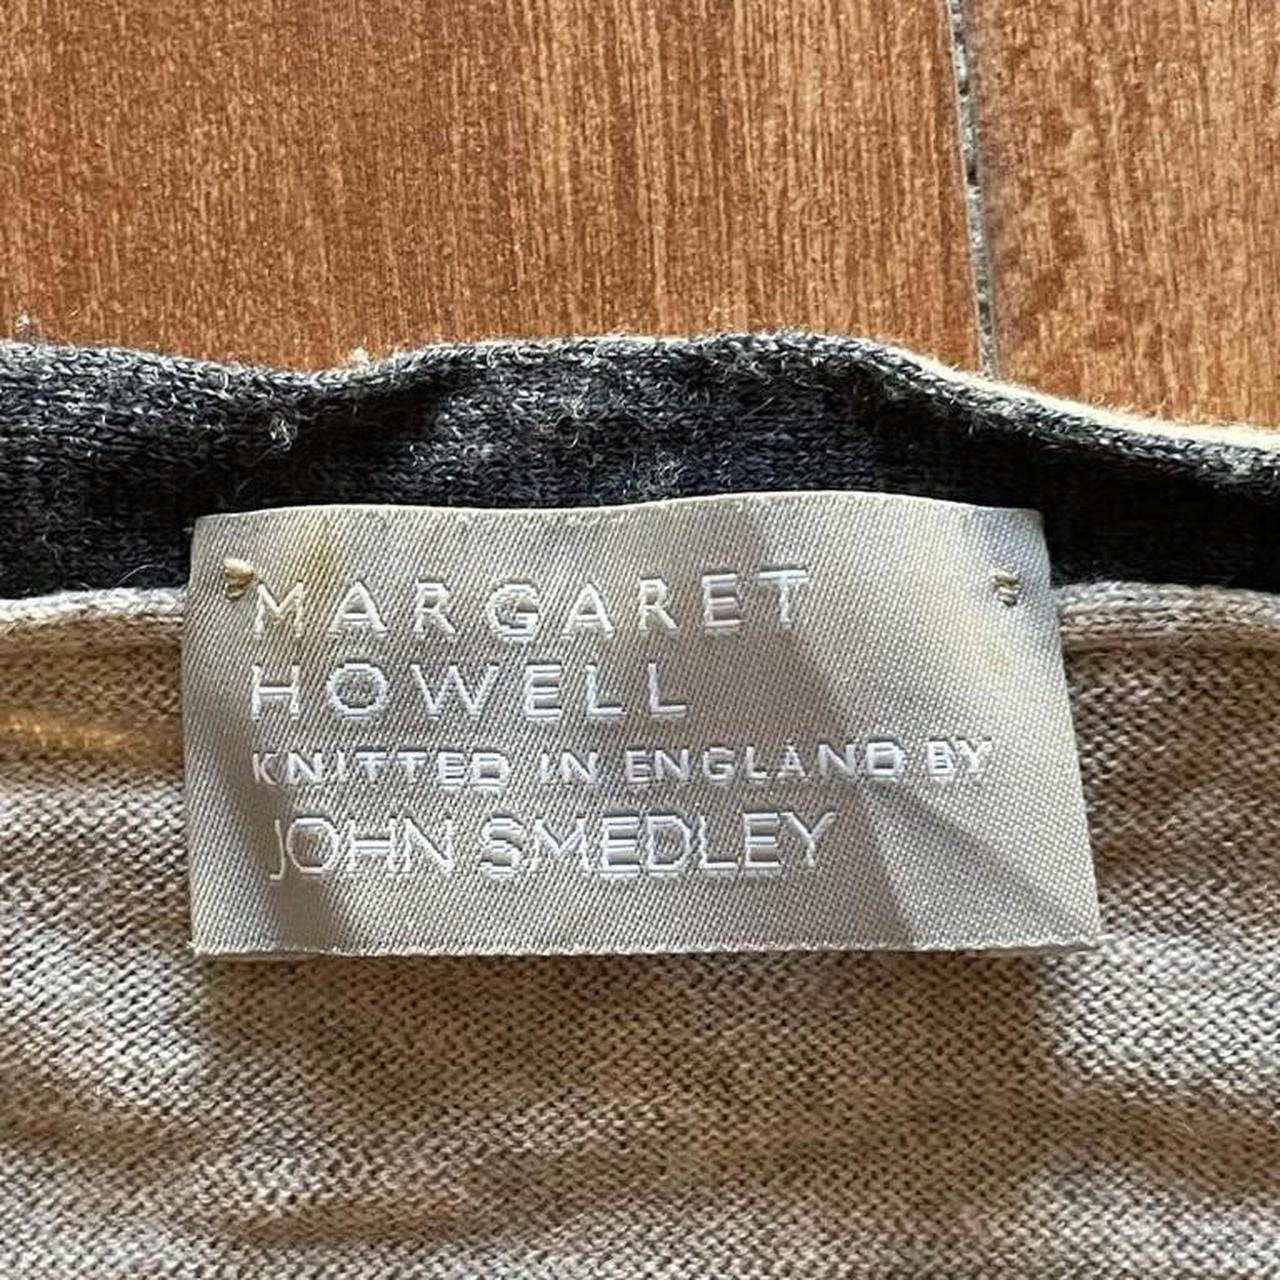 MARGARET
HOWELL
KNITTED IN ENGLAND BY
JOHN SMEDLEY